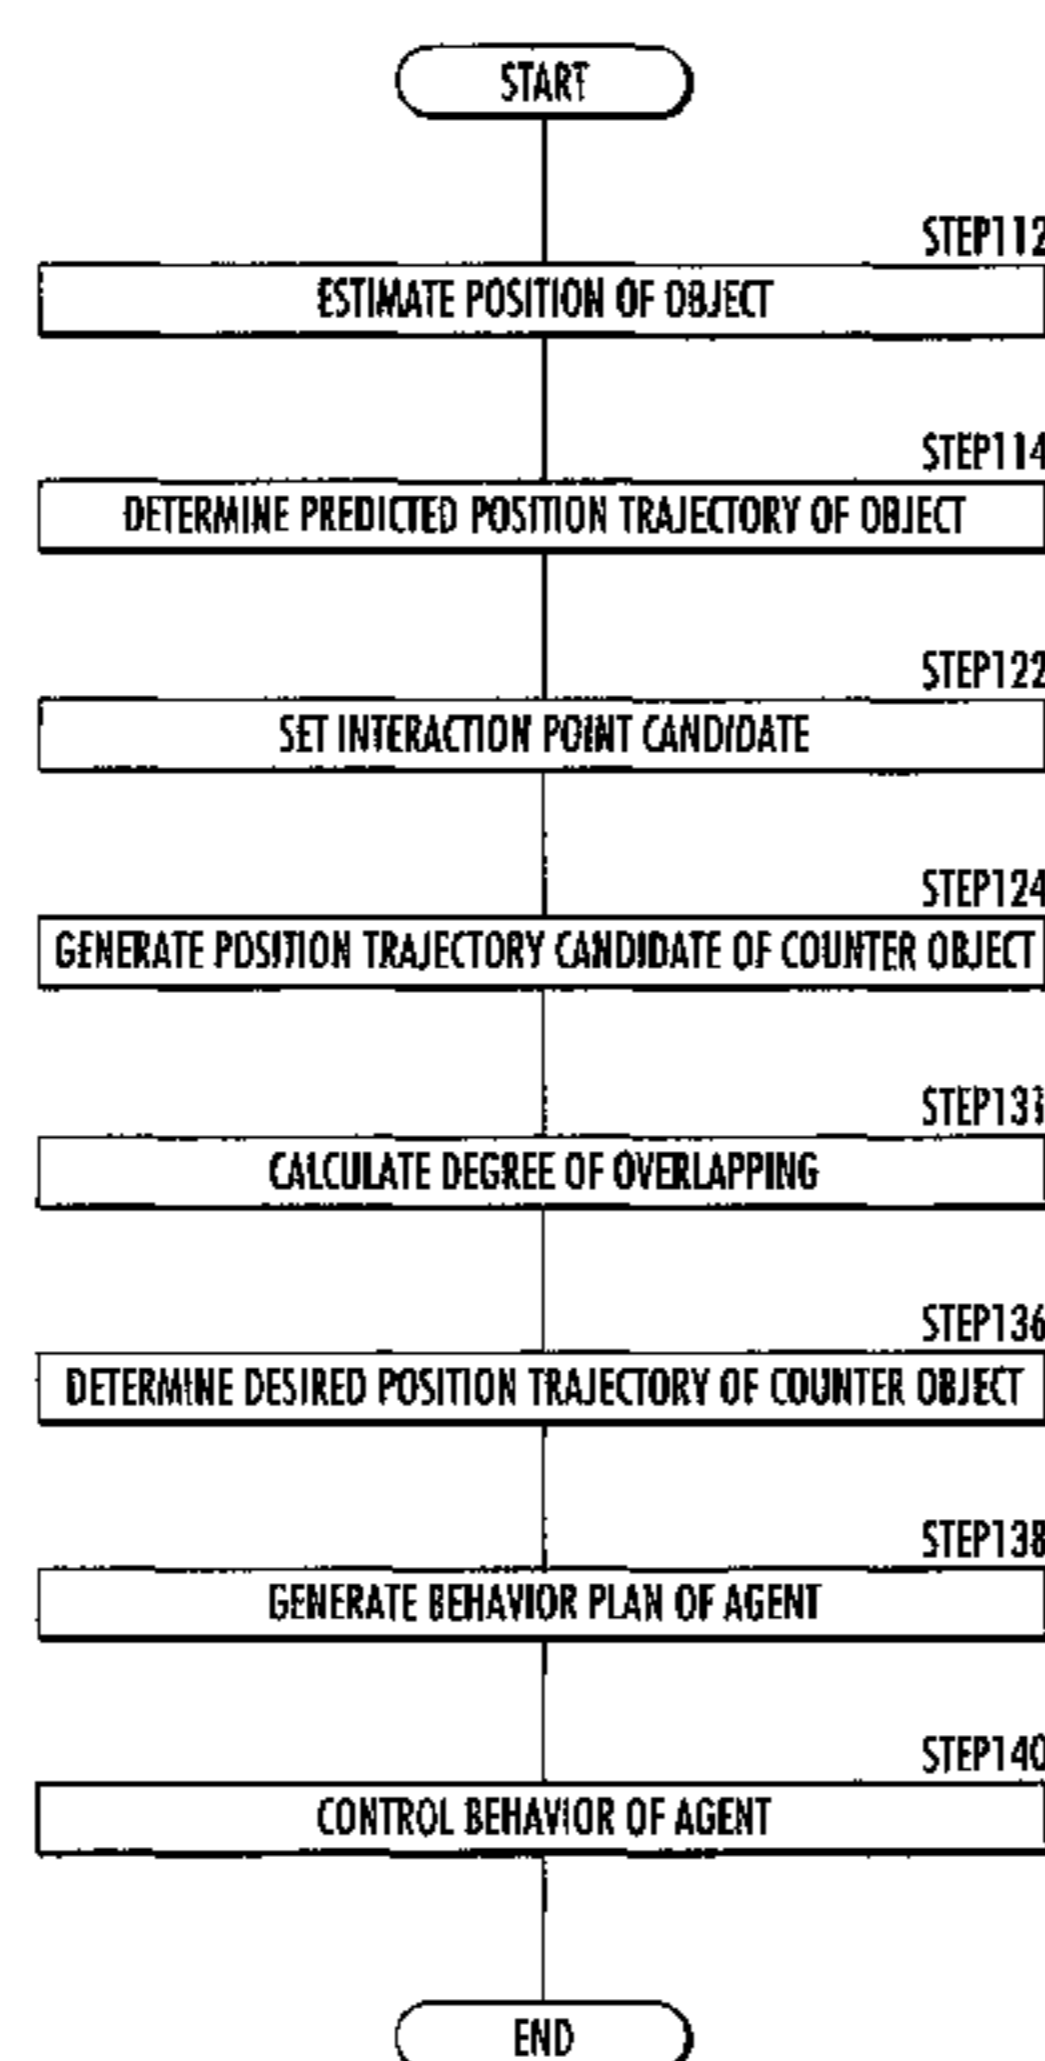 START
STEP112
ESTIMATE POSITION OF OBJECT
STEP114
DETERMINE PREDICTED POSITION TRAJECTORY OF OBJECT
STEP122
SET INTERACTION POINT CANDIDATE
STEP124
GENERATE POSITION TRAJECTORY CANDIDATE OF COUNTER OBJECT
CALCULATE DEGREE OF OVERLAPPING
STEP136
DETERMINE DESIRED POSITION TRAJECTORY OF COUNTER OBJECT
STEP138
GENERATE BEHAVIOR PLAN OF AGENT
STEP140
CONTROL BEHAVIOR OF AGENT
END